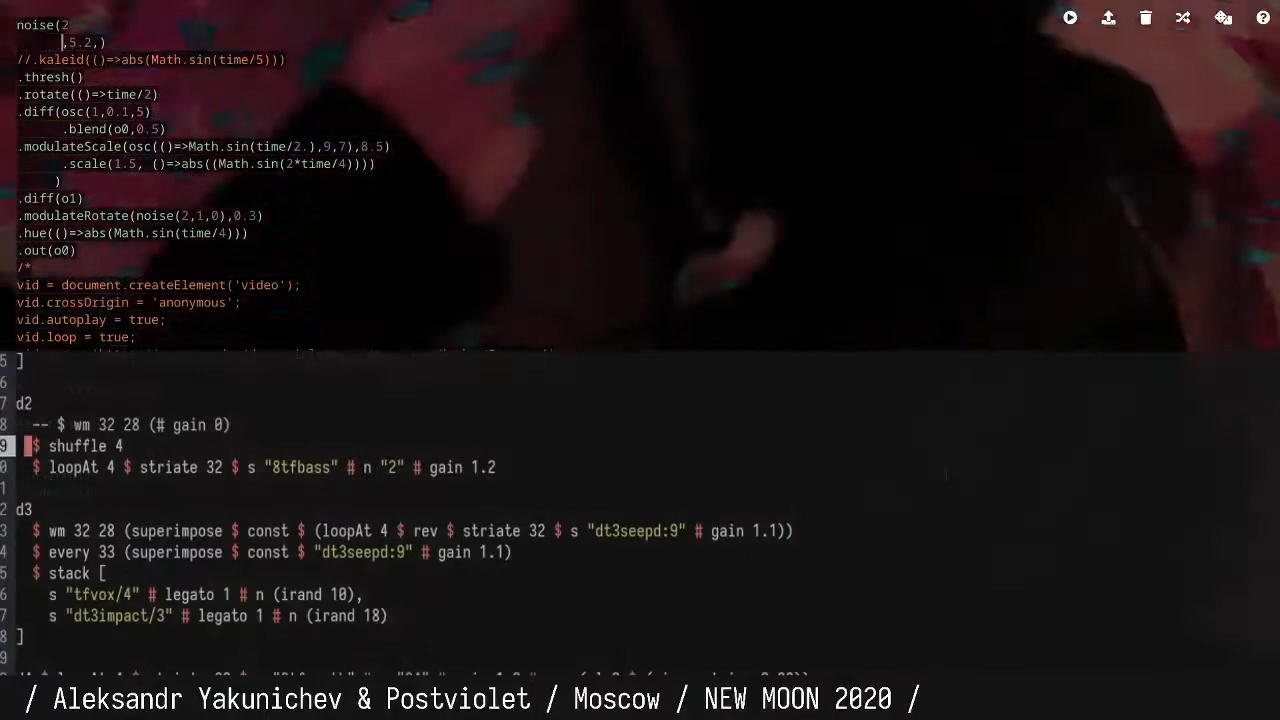 noise(2
,5.2,)
//.kaleid(()=>abs(Math.sin(time/5)))
.thresh()
.rotate(()=>time/2)
.diff(osc(1,0.1,5)
.blend(o0,0.5)
.modulateScale(osc(()=>Math.sin(time/2.),9,7),8.5)
.scale(1.5, ()=>abs((Math.sin(2*time/4))))
)
.diff(o1)
.modulateRotate(noise(2,1,0),0.3)
.hue(()=>abs(Math.sin(time/4)))
.out(o0)
/*
vid = document.createElement('video');
vid.crossOrigin = 'anonymous';
vid.autoplay = true;
vid.loop = true;
5 ]
6
7 d2
8 -- $ wm 32 28 (# gain 0)
9 $ shuffle 4
0 $ loopAt 4 $ striate 32 $ s "8tfbass" # n "2" # gain 1.2
1
2 d3
3 $ wm 32 28 (superimpose $ const $ (loopAt 4 $ rev $ striate 32 $ s "dt3seepd:9" # gain 1.1))
4 $ every 33 (superimpose $ const $ "dt3seepd:9" # gain 1.1)
5 $ stack [
6 s "tfvox/4" # legato 1 # n (irand 10),
7 s "dt3impact/3" # legato 1 # n (irand 18)
8 ]
9
/ Aleksandr Yakunichev & Postviolet / Moscow / NEW MOON 2020 /